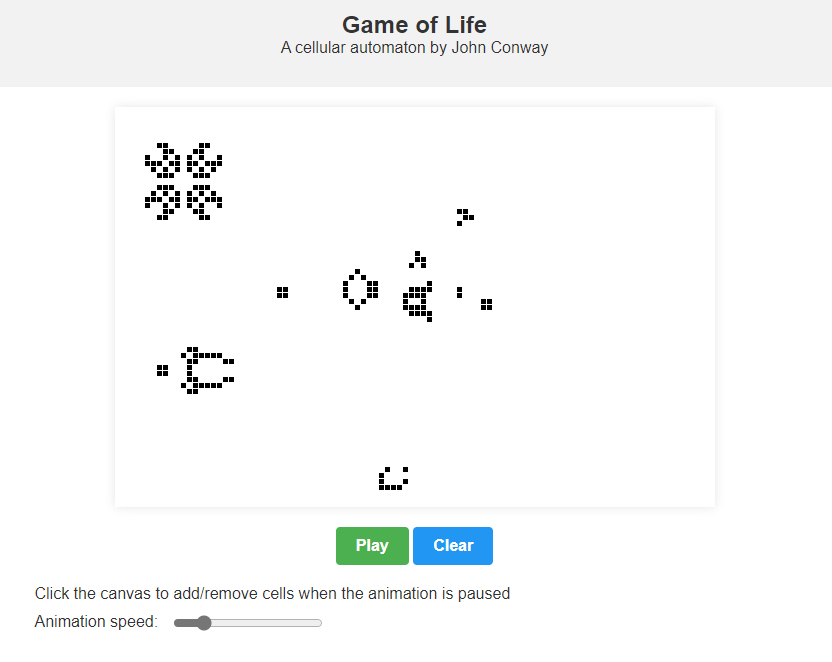 Game of Life
A cellular automaton by John Conway
Play
Clear
Click the canvas to add/remove cells when the animation is paused
Animation speed: